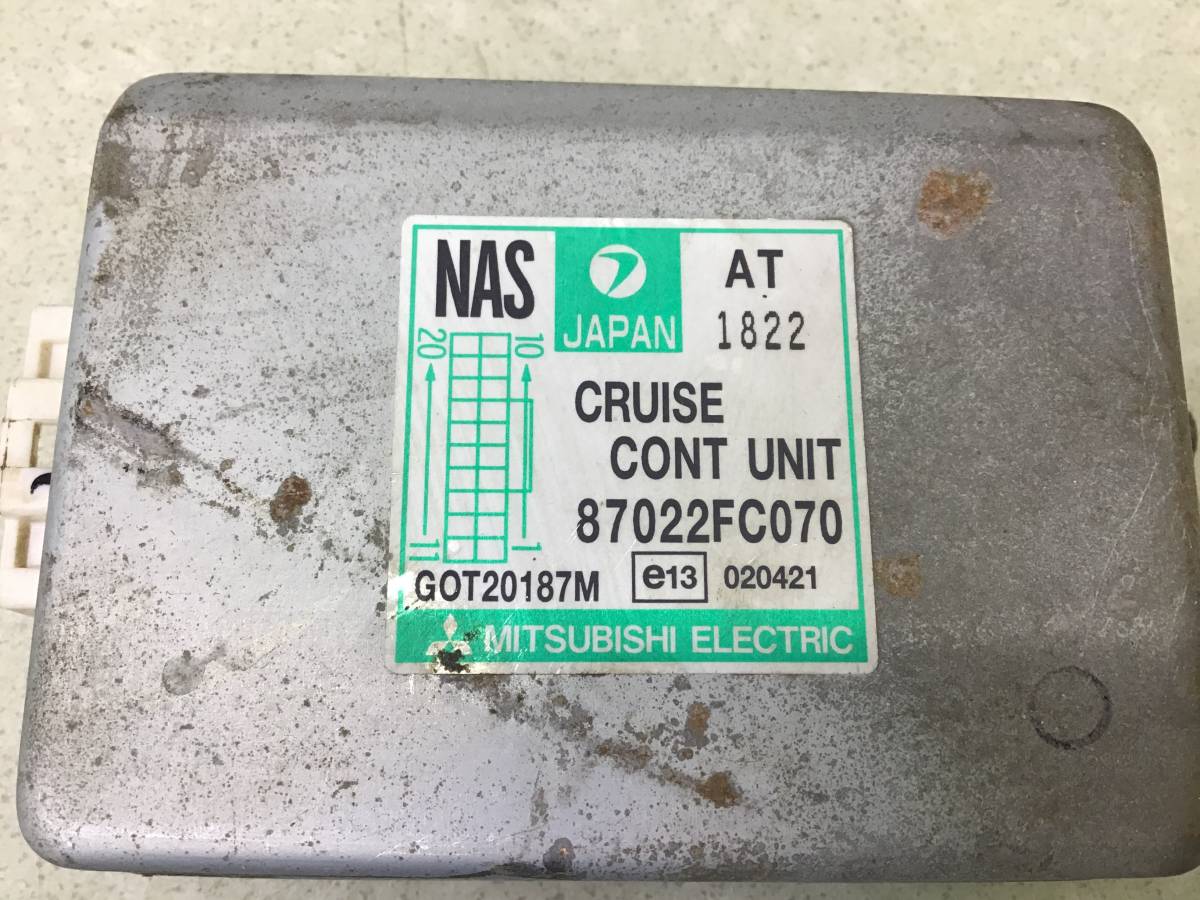 NAS
JAPAN
AT
1822
20
10
11
1
CRUISE
CONT UNIT
87022FC070
GOT20187M
e13
020421
MITSUBISHI ELECTRIC